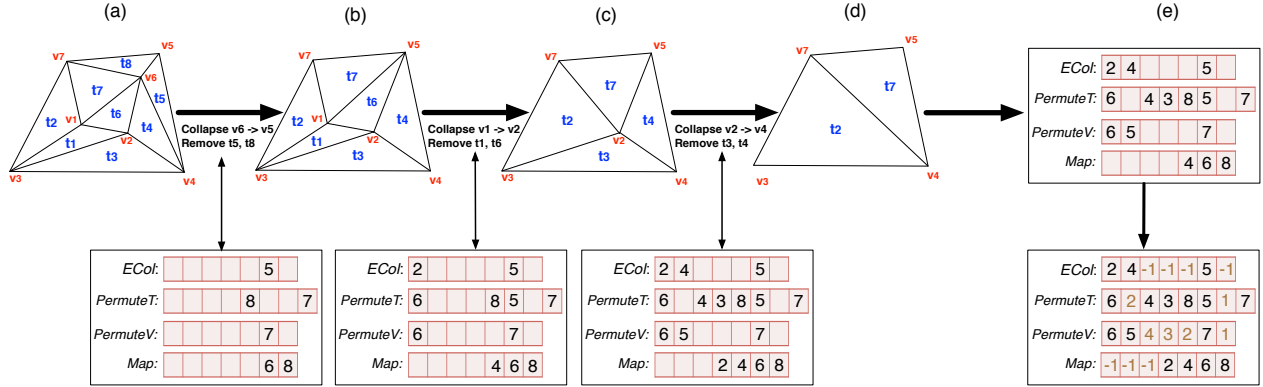 (a)
(b)
(c)
(d)
(e)
v7
v5
t8
v6
t7
t5
t2
v1
t6
t4
v2
t1
t3
v3
v4
Collapse v6 -> v5
Remove t5, t8
v7
v5
t7
t6
t2
v1
t4
v2
t1
t3
v3
v4
Collapse v1 -> v2
Remove t1, t6
v7
v5
t7
t2
t4
v2
t3
v3
v4
Collapse v2 -> v4
Remove t3, t4
v7
v5
t7
t2
v3
v4
ECol: 2 4 5
PermuteT: 6 4 3 8 5 7
PermuteV: 6 5 7
Map: 4 6 8
ECol: 5
PermuteT: 8 7
PermuteV: 7
Map: 6 8
ECol: 2 5
PermuteT: 6 8 5 7
PermuteV: 6 7
Map: 4 6 8
ECol: 2 4 5
PermuteT: 6 4 3 8 5 7
PermuteV: 6 5 7
Map: 2 4 6 8
ECol: 2 4 -1 -1 -1 5 -1
PermuteT: 6 2 4 3 8 5 1 7
PermuteV: 6 5 4 3 2 7 1
Map: -1 -1 -1 2 4 6 8